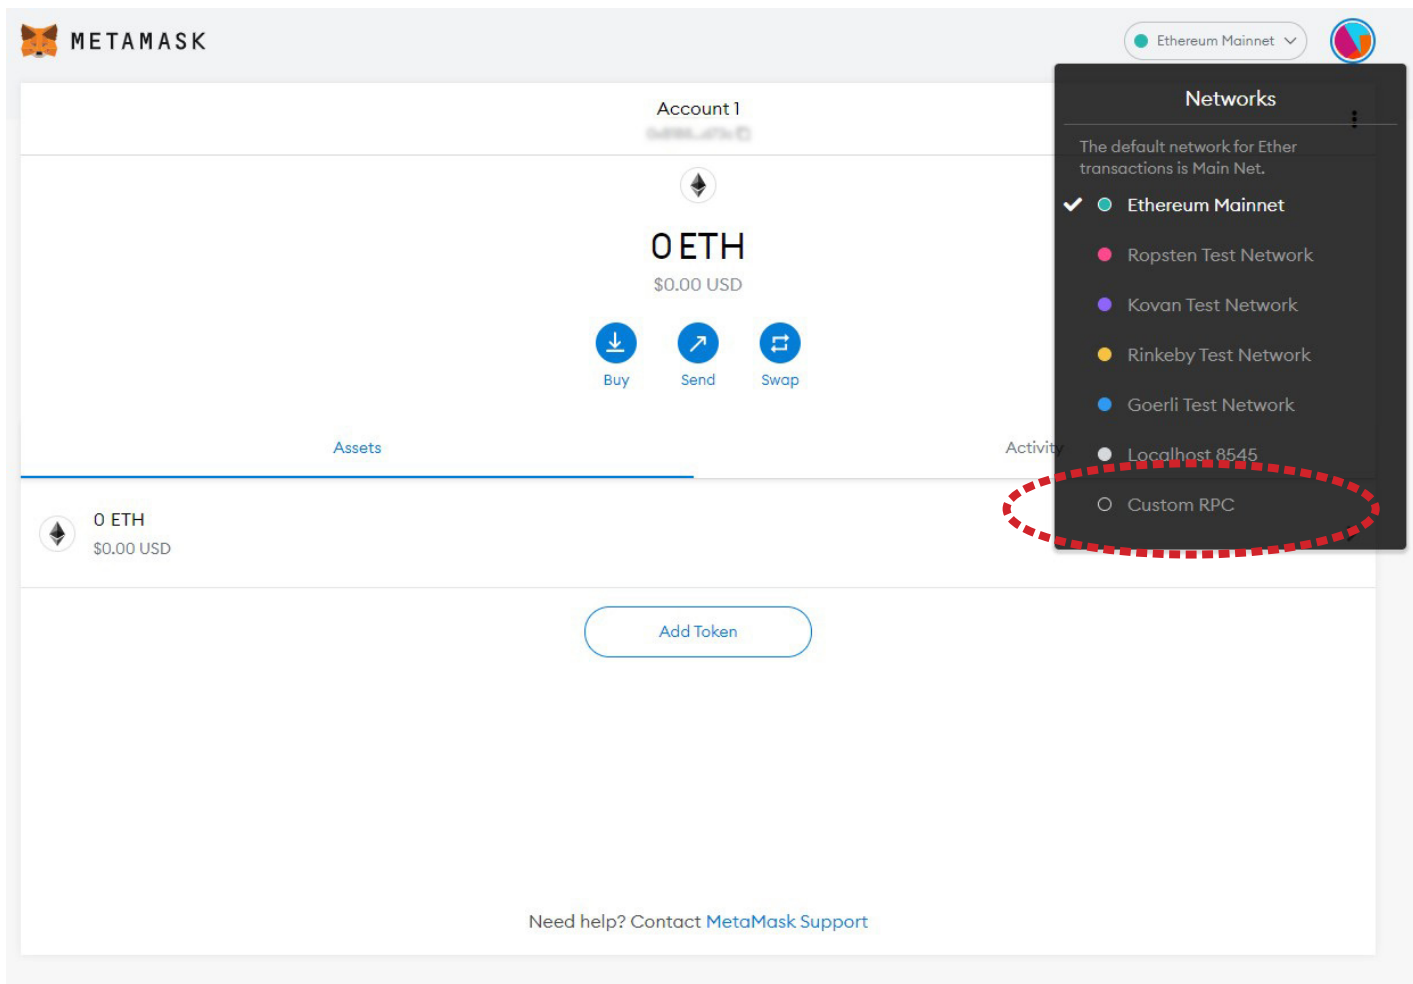 METAMASK
Ethereum Mainnet
Account 1
0 ETH
$0.00 USD
Buy
Send
Swap
Assets
Activity
0 ETH
$0.00 USD
Add Token
Need help? Contact MetaMask Support
Networks
The default network for Ether
transactions is Main Net.
Ethereum Mainnet
Ropsten Test Network
Kovan Test Network
Rinkeby Test Network
Goerli Test Network
Localhost 8545
Custom RPC